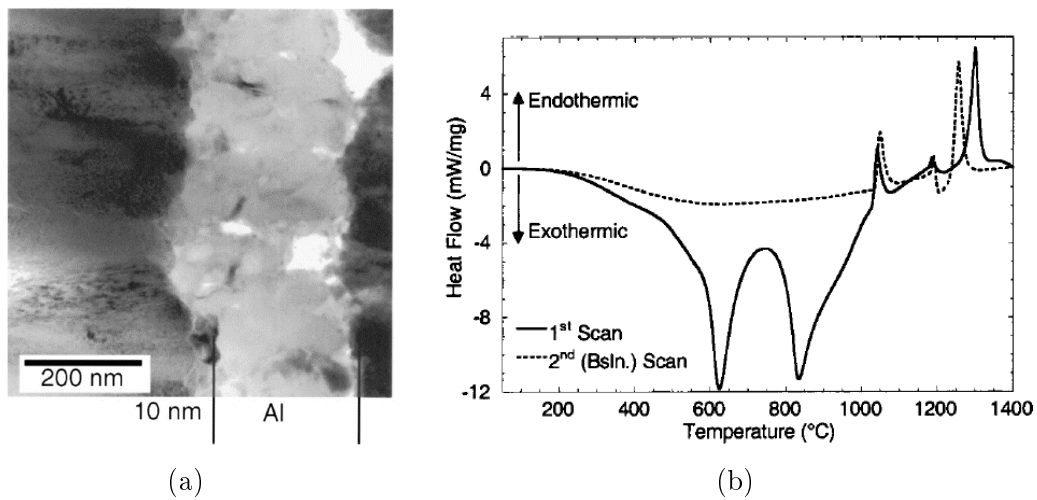 200 nm
10 nm
Al
(a)
Heat Flow (mW/mg)
4
0
-4
-8
-12
Endothermic
Exothermic
1st Scan
2nd (Bsln.) Scan
200 400 600 800 1000 1200 1400
Temperature (°C)
(b)